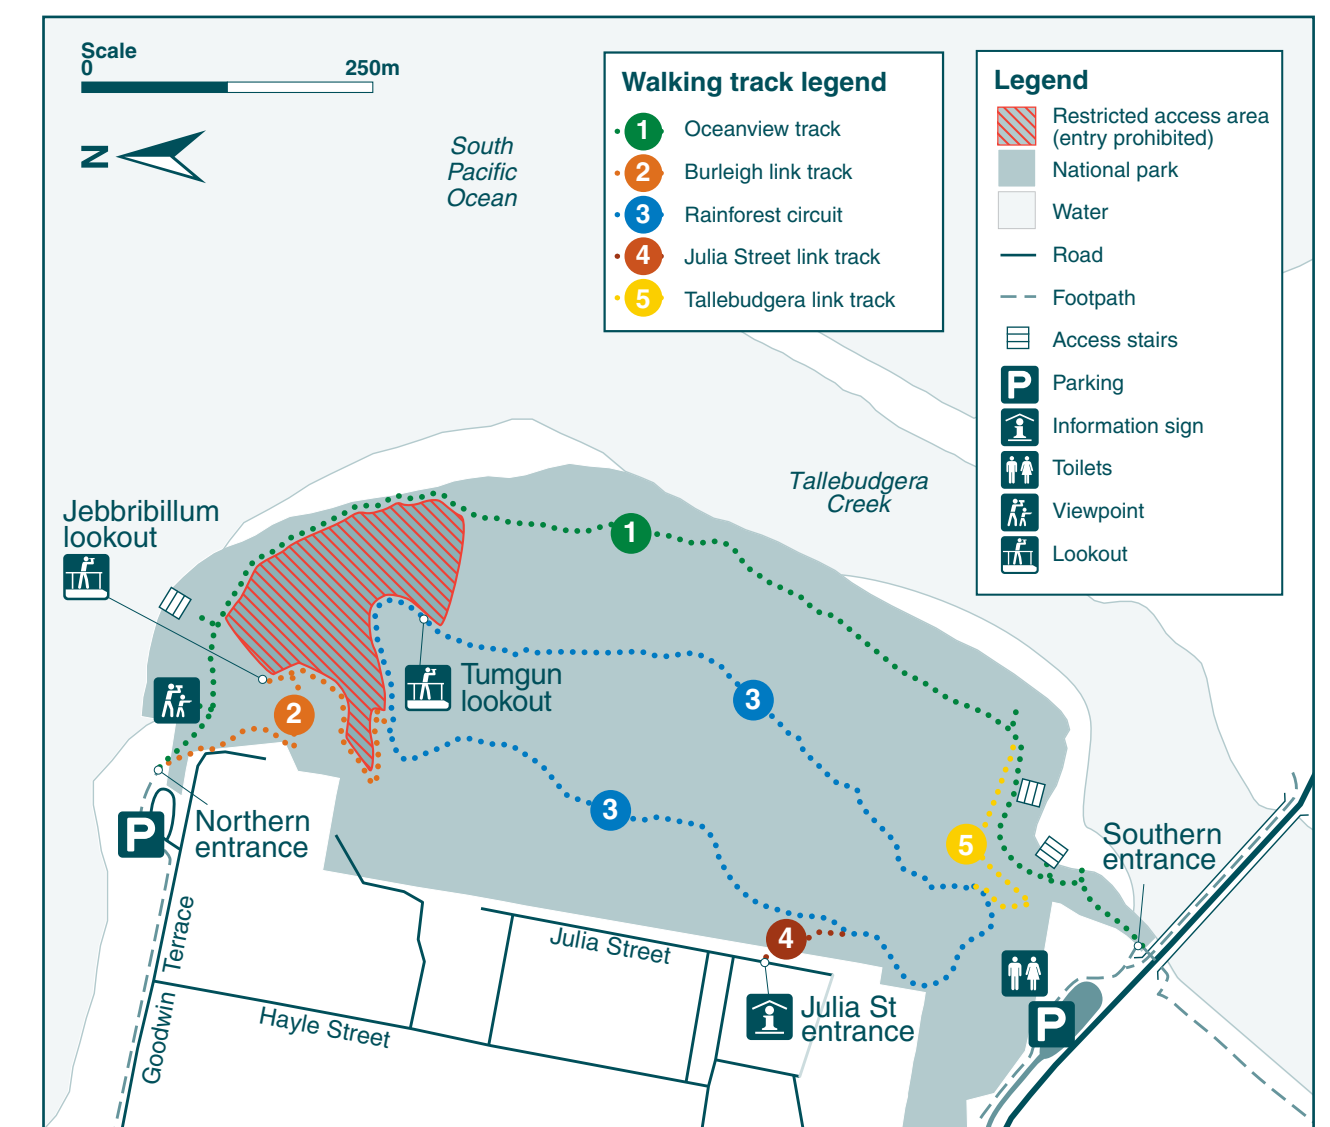 Scale
0 250m
N
South
Pacific
Ocean
Walking track legend
1 Oceanview track
2 Burleigh link track
3 Rainforest circuit
4 Julia Street link track
5 Tallebudgera link track
Legend
Restricted access area
(entry prohibited)
National park
Water
Road
Footpath
Access stairs
P Parking
i Information sign
Toilets
Viewpoint
Lookout
Tallebudgera
Creek
Jebbribillum
lookout
1
Tumgun
lookout
2
3
3
5
4
Northern
entrance
P
Southern
entrance
Goodwin Terrace
Julia Street
Hayle Street
i
Julia St
entrance
P